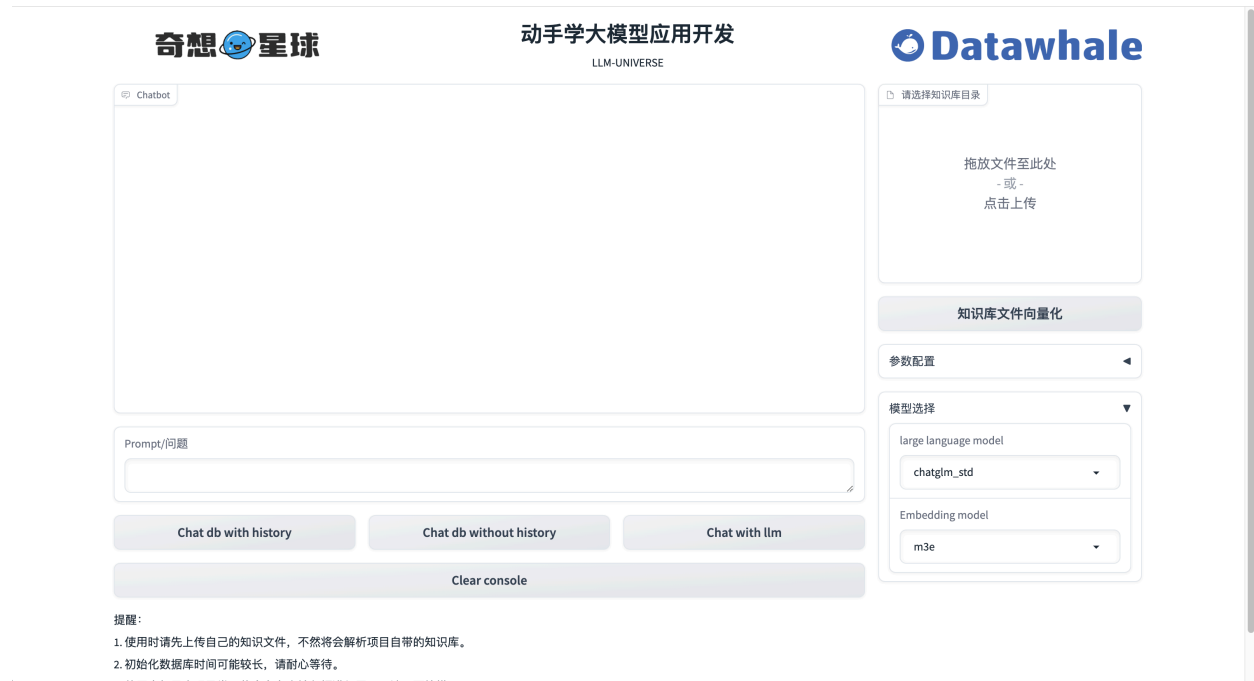 奇想星球
动手学大模型应用开发
LLM-UNIVERSE
Datawhale
Chatbot
请选择知识库目录
拖放文件至此处
- 或 -
点击上传
知识库文件向量化
参数配置
模型选择
large language model
chatglm_std
Embedding model
m3e
Prompt/问题
Chat db with history
Chat db without history
Chat with llm
Clear console
提醒：
1. 使用时请先上传自己的知识文件，不然将会解析项目自带的知识库。
2. 初始化数据库时间可能较长，请耐心等待。